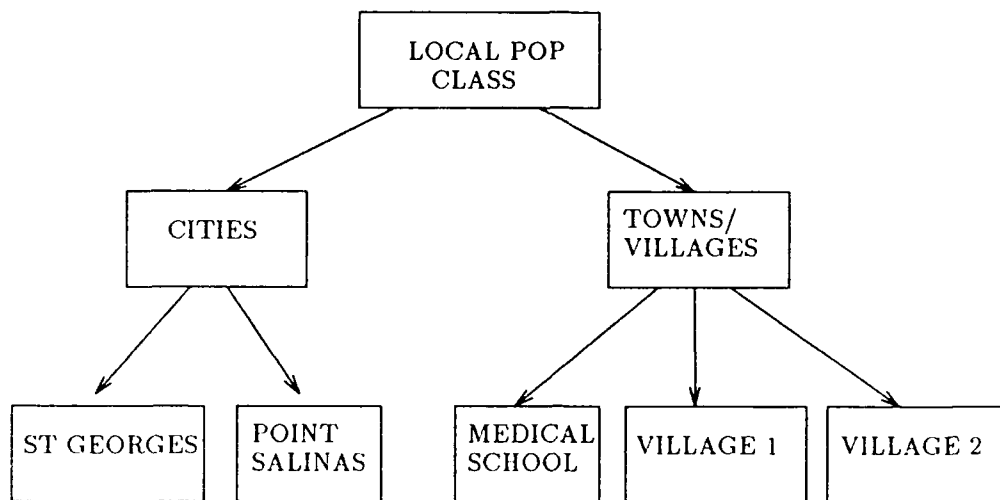 LOCAL POP
CLASS
CITIES
TOWNS/
VILLAGES
ST GEORGES
POINT
SALINAS
MEDICAL
SCHOOL
VILLAGE 1
VILLAGE 2